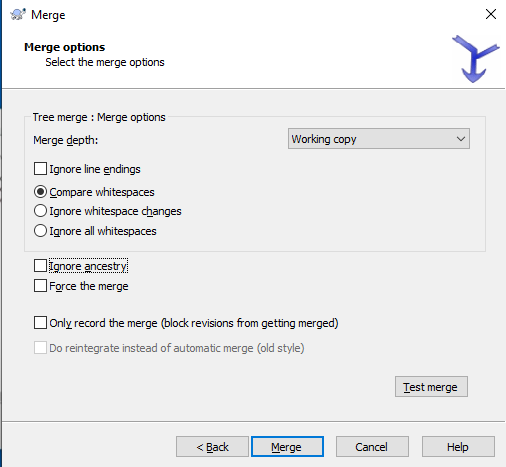 Merge
Merge options
Select the merge options
Tree merge : Merge options
Merge depth: Working copy
Ignore line endings
Compare whitespaces
Ignore whitespace changes
Ignore all whitespaces
Ignore ancestry
Force the merge
Only record the merge (block revisions from getting merged)
Do reintegrate instead of automatic merge (old style)
Test merge
< Back Merge Cancel Help